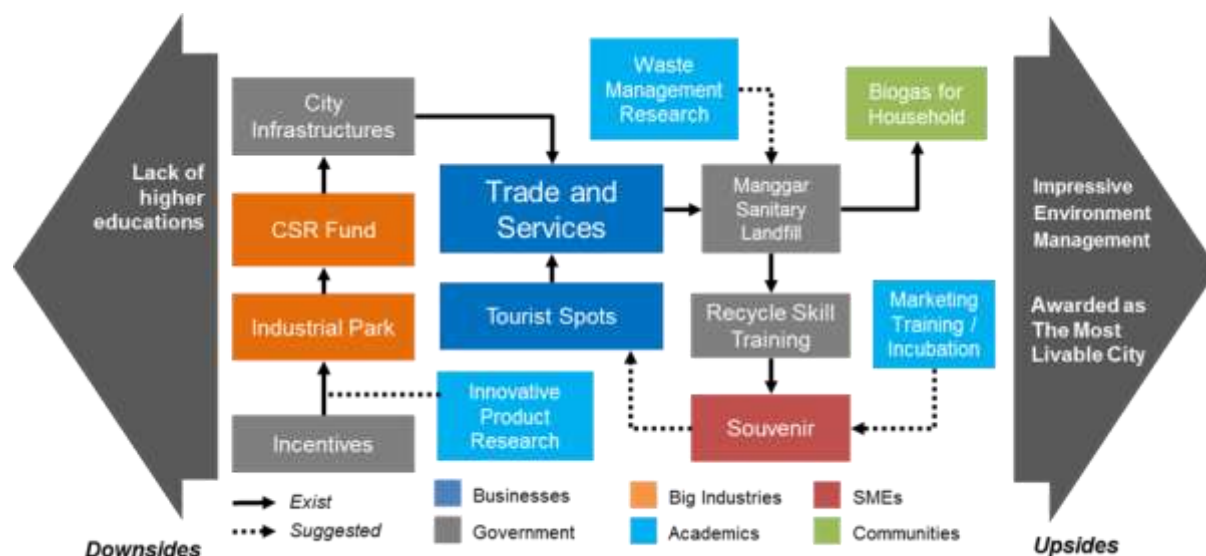 Lack of
higher
educations
City
Infrastructures
CSR Fund
Industrial Park
Incentives
Trade and
Services
Tourist Spots
Innovative
Product
Research
Waste
Management
Research
Manggar
Sanitary
Landfill
Recycle Skill
Training
Souvenir
Biogas for
Household
Marketing
Training /
Incubation
Impressive
Environment
Management
Awarded as
The Most
Livable City
Exist
Suggested
Businesses
Government
Big Industries
Academics
SMEs
Communities
Downsides
Upsides